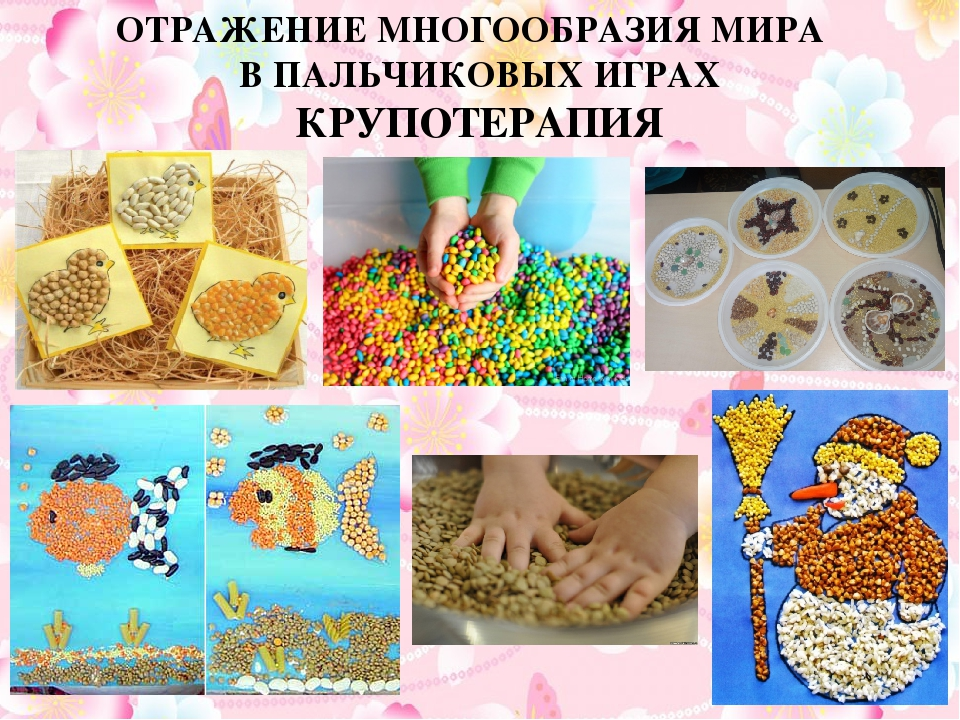 ОТРАЖЕНИЕ МНОГООБРАЗИЯ МИРА
В ПАЛЬЧИКОВЫХ ИГРАХ
КРУПОТЕРАПИЯ